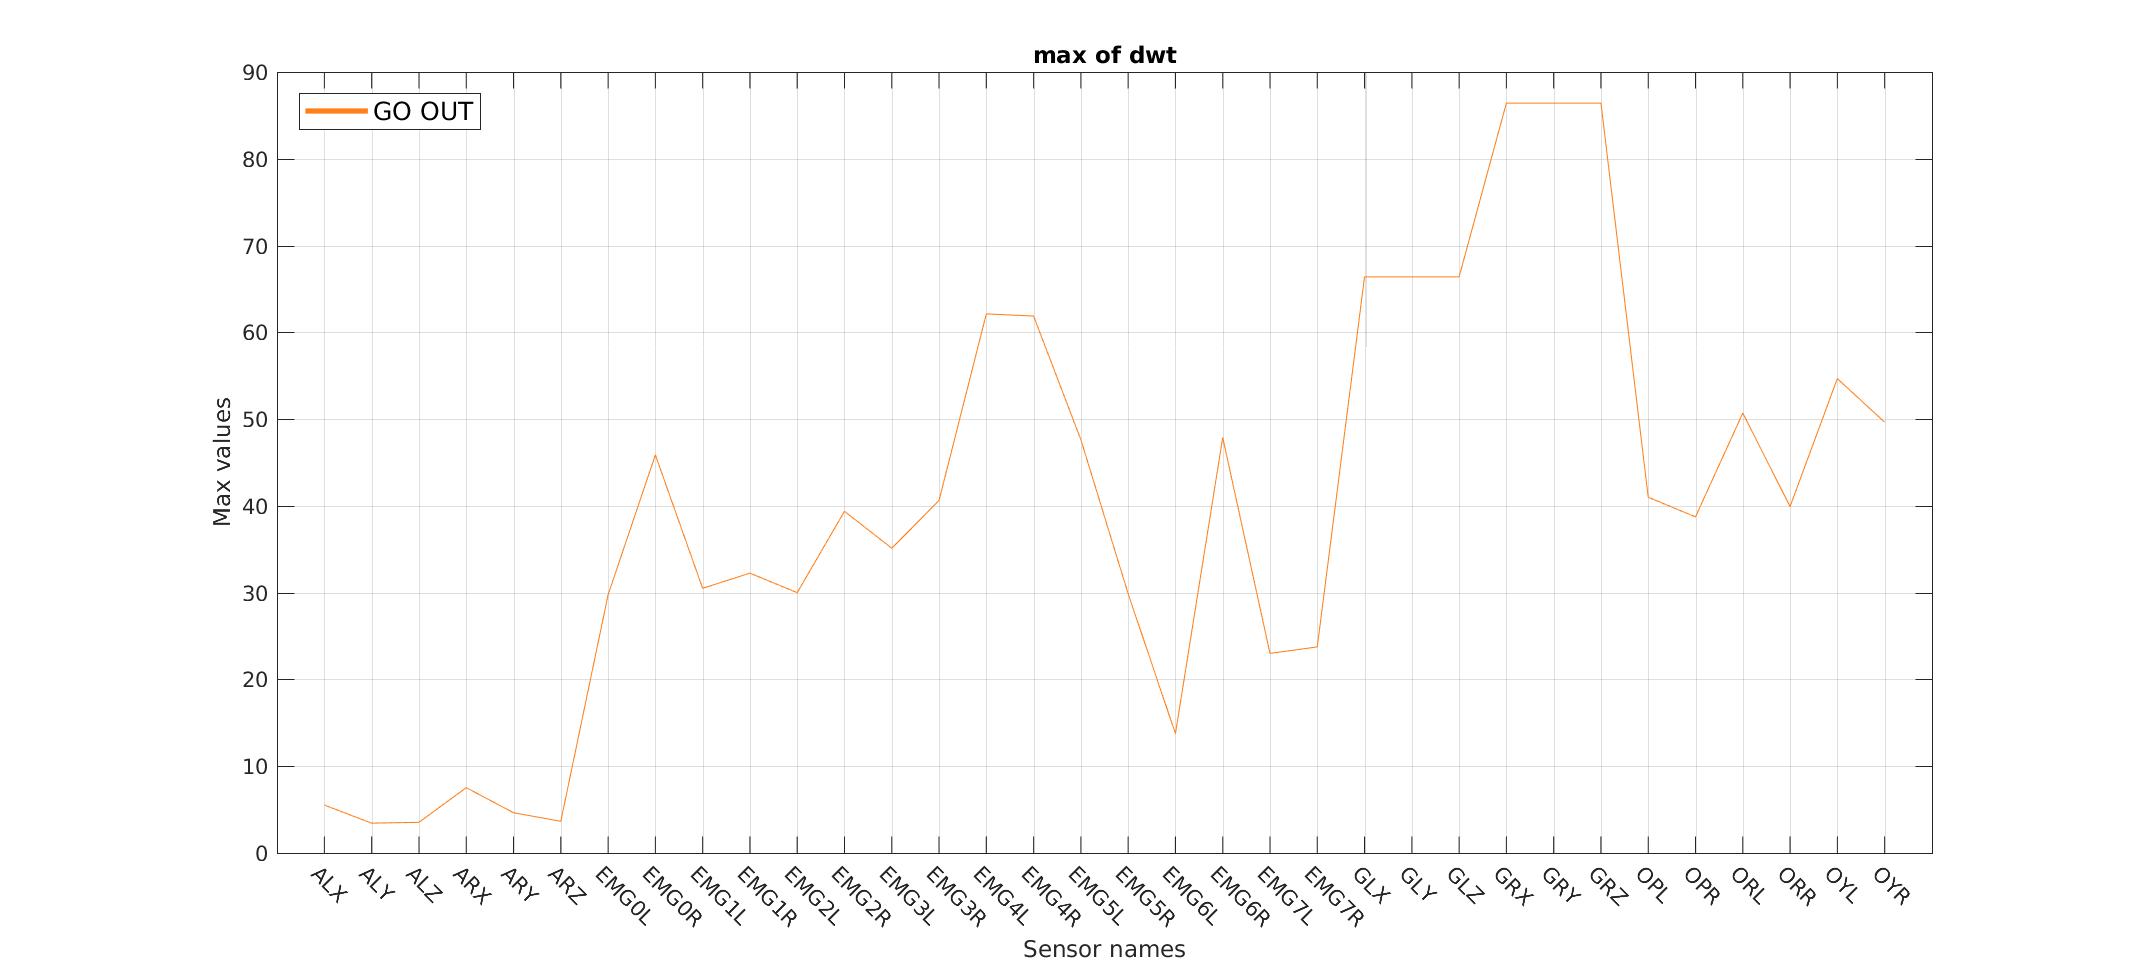 max of dwt
GO OUT
90
80
70
60
50
40
30
20
10
0
Max values
ALX
ALY
ALZ
ARX
ARY
ARZ
EMG0L
EMG0R
EMG1L
EMG1R
EMG2L
EMG2R
EMG3L
EMG3R
EMG4L
EMG4R
EMG5L
EMG5R
EMG6L
EMG6R
EMG7L
EMG7R
GLX
GLY
GLZ
GRX
GRY
GRZ
OPL
OPR
ORL
ORR
OYL
OYR
Sensor names